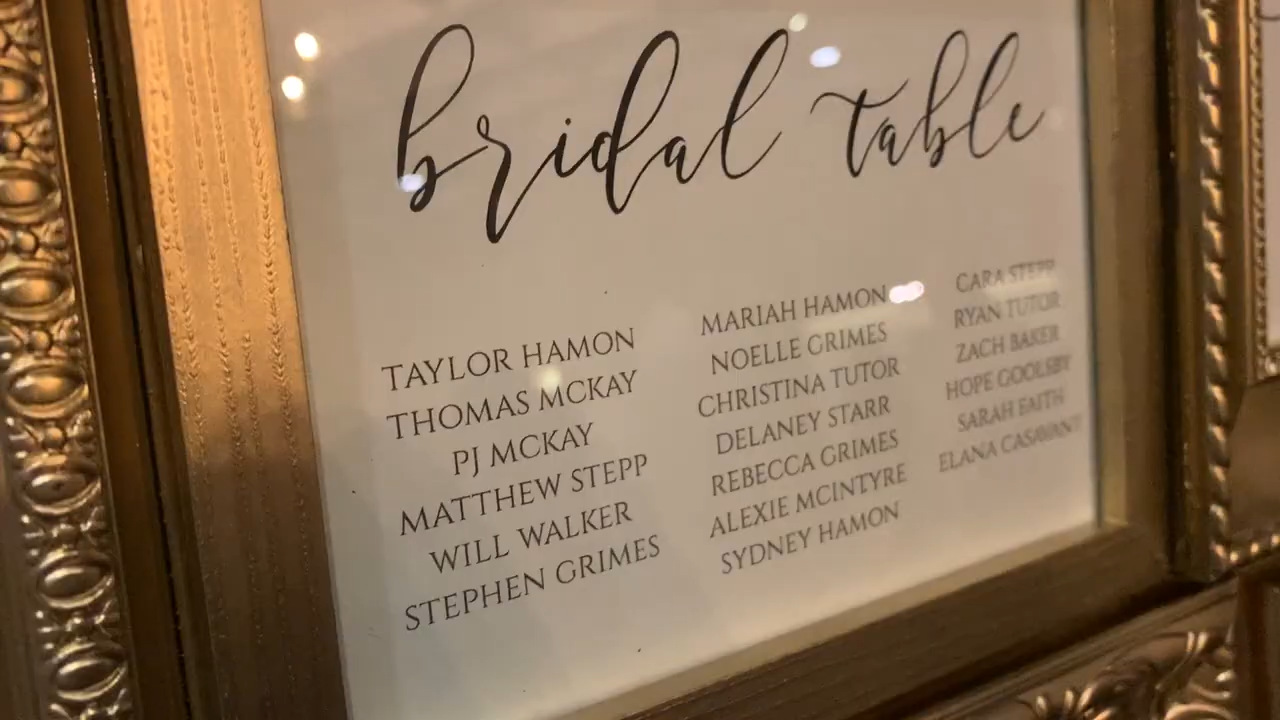 bridal table
TAYLOR HAMON
THOMAS MCKAY
PJ MCKAY
MATTHEW STEPP
WILL WALKER
STEPHEN GRIMES
MARIAH HAMON
NOELLE GRIMES
CHRISTINA TUTOR
DELANEY STARR
REBECCA GRIMES
ALEXIE MCINTYRE
SYDNEY HAMON
CARA STEPP
RYAN TUTOR
ZACH BAKER
HOPE GOOLSBY
SARAH FAITH
ELANA CASAVANT